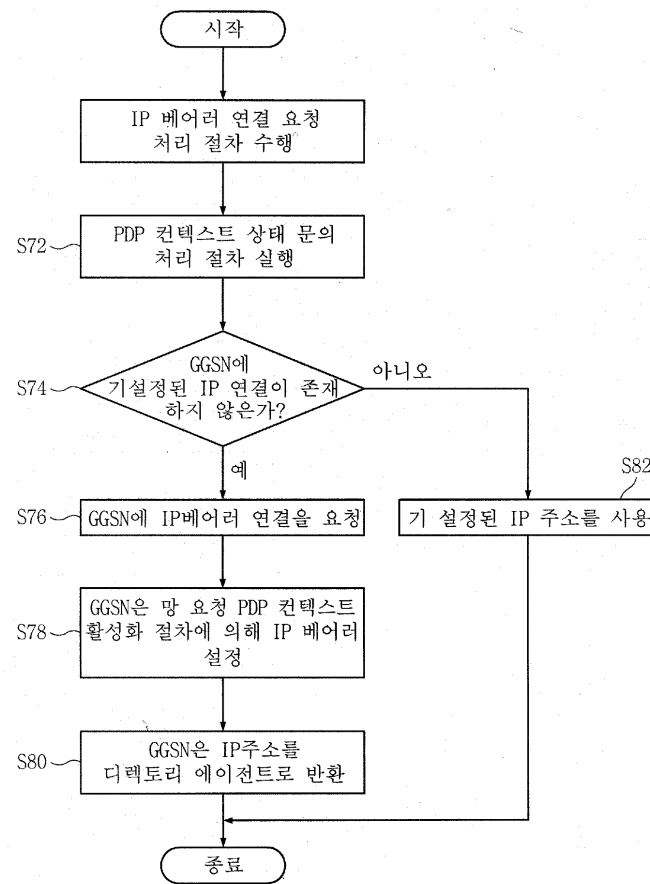 시작
IP 베어러 연결 요청
처리 절차 수행
S72
PDP 컨텍스트 상태 문의
처리 절차 실행
S74
GGSN에
기설정된 IP 연결이 존재
하지 않은가?
아니오
예
S76
GGSN에 IP베어러 연결을 요청
S82
기 설정된 IP 주소를 사용
S78
GGSN은 망 요청 PDP 컨텍스트
활성화 절차에 의해 IP 베어러
설정
S80
GGSN은 IP주소를
디렉토리 에이전트로 반환
종료